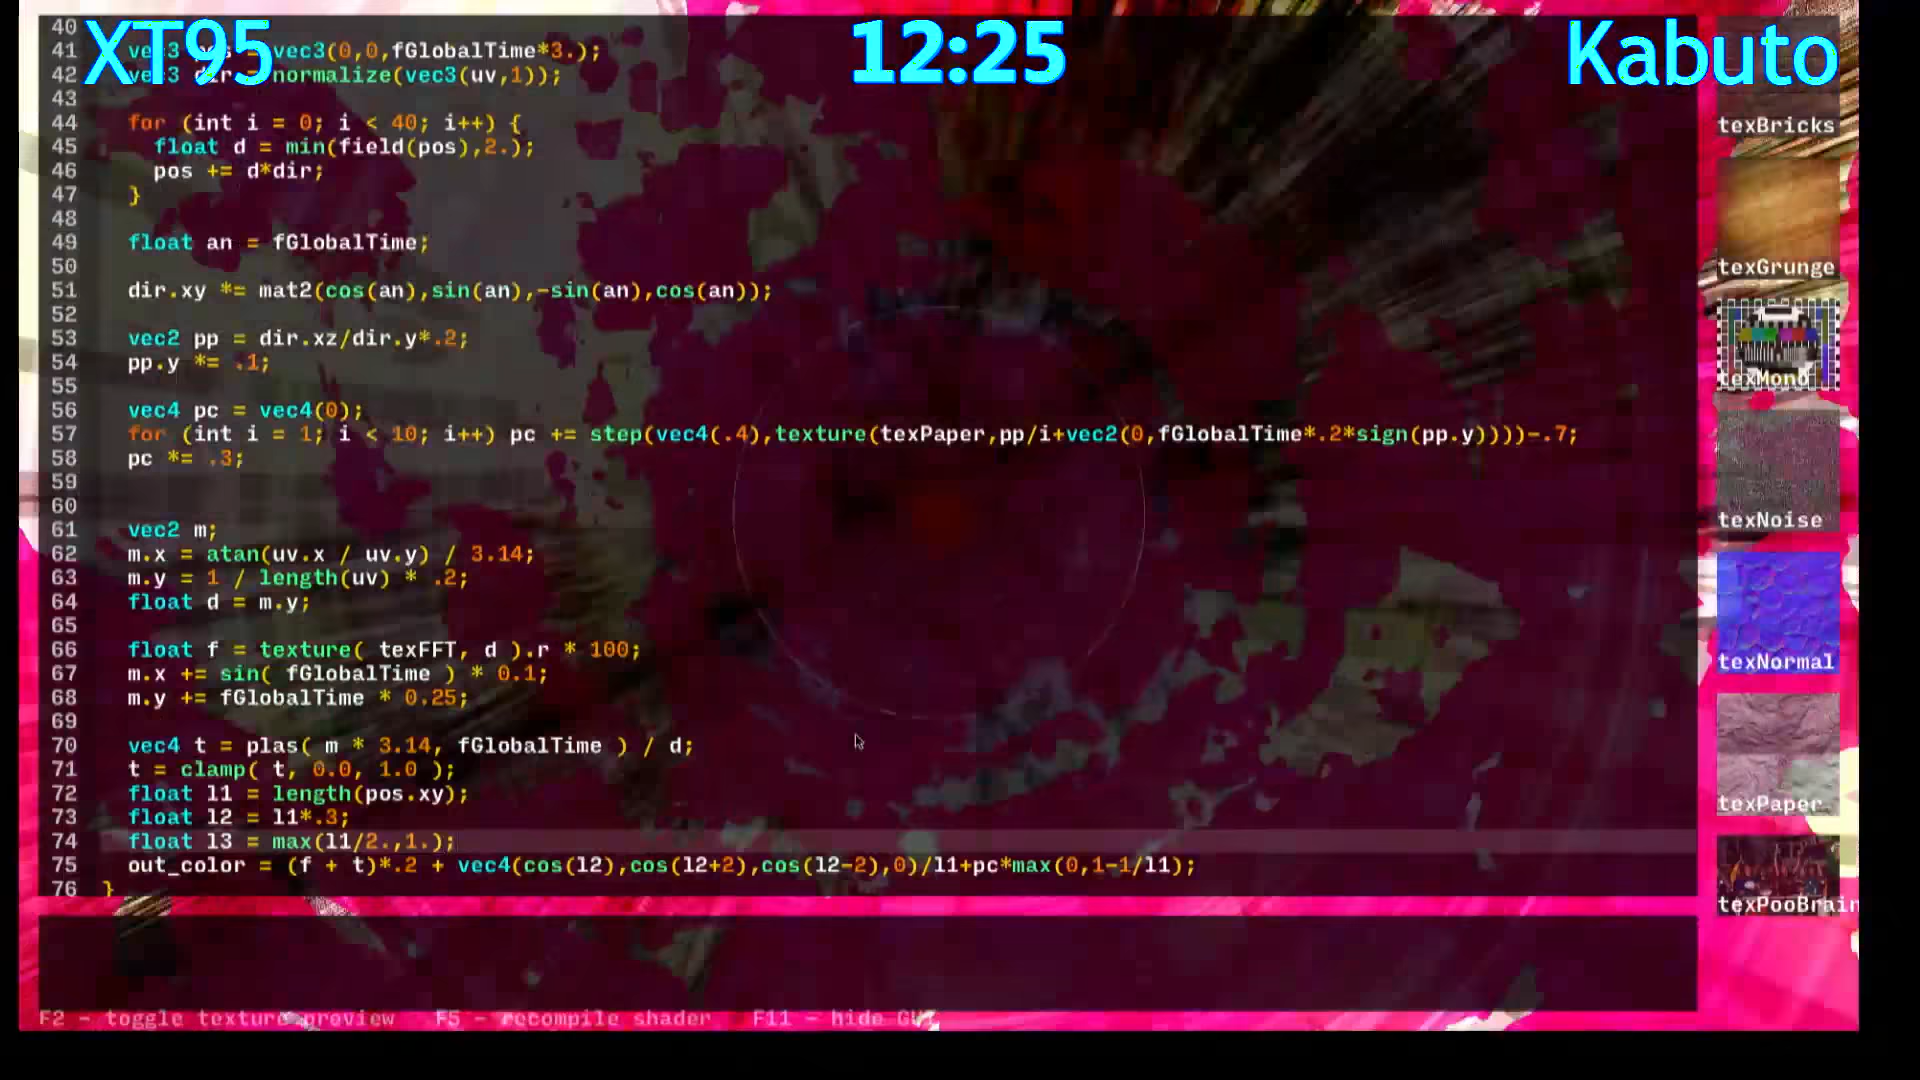 XT95
12:25
Kabuto
40
41 vec3 vec3(0,0,fGlobalTime*3.);
42 vec3 dir normalize(vec3(uv,1));
43
44 for (int i = 0; i < 40; i++) {
45 float d = min(field(pos),2.);
46 pos += d*dir;
47 }
48
49 float an = fGlobalTime;
50
51 dir.xy *= mat2(cos(an),sin(an),-sin(an),cos(an));
52
53 vec2 pp = dir.xz/dir.y*.2;
54 pp.y *= .1;
55
56 vec4 pc = vec4(0);
57 for (int i = 1; i < 10; i++) pc += step(vec4(.4),texture(texPaper,pp/i+vec2(0,fGlobalTime*.2*sign(pp.y))))-.7;
58 pc *= .3;
59
60
61 vec2 m;
62 m.x = atan(uv.x / uv.y) / 3.14;
63 m.y = 1 / length(uv) * .2;
64 float d = m.y;
65
66 float f = texture( texFFT, d ).r * 100;
67 m.x += sin( fGlobalTime ) * 0.1;
68 m.y += fGlobalTime * 0.25;
69
70 vec4 t = plas( m * 3.14, fGlobalTime ) / d;
71 t = clamp( t, 0.0, 1.0 );
72 float l1 = length(pos.xy);
73 float l2 = l1*.3;
74 float l3 = max(l1/2.,1.);
75 out_color = (f + t)*.2 + vec4(cos(l2),cos(l2+2),cos(l2-2),0)/l1+pc*max(0,1-1/l1);
76 }
texBricks
texGrunge
texMono
texNoise
texNormal
texPaper
texPooBrain
F2 - toggle texture preview F5 - recompile shader F11 - hide GUI